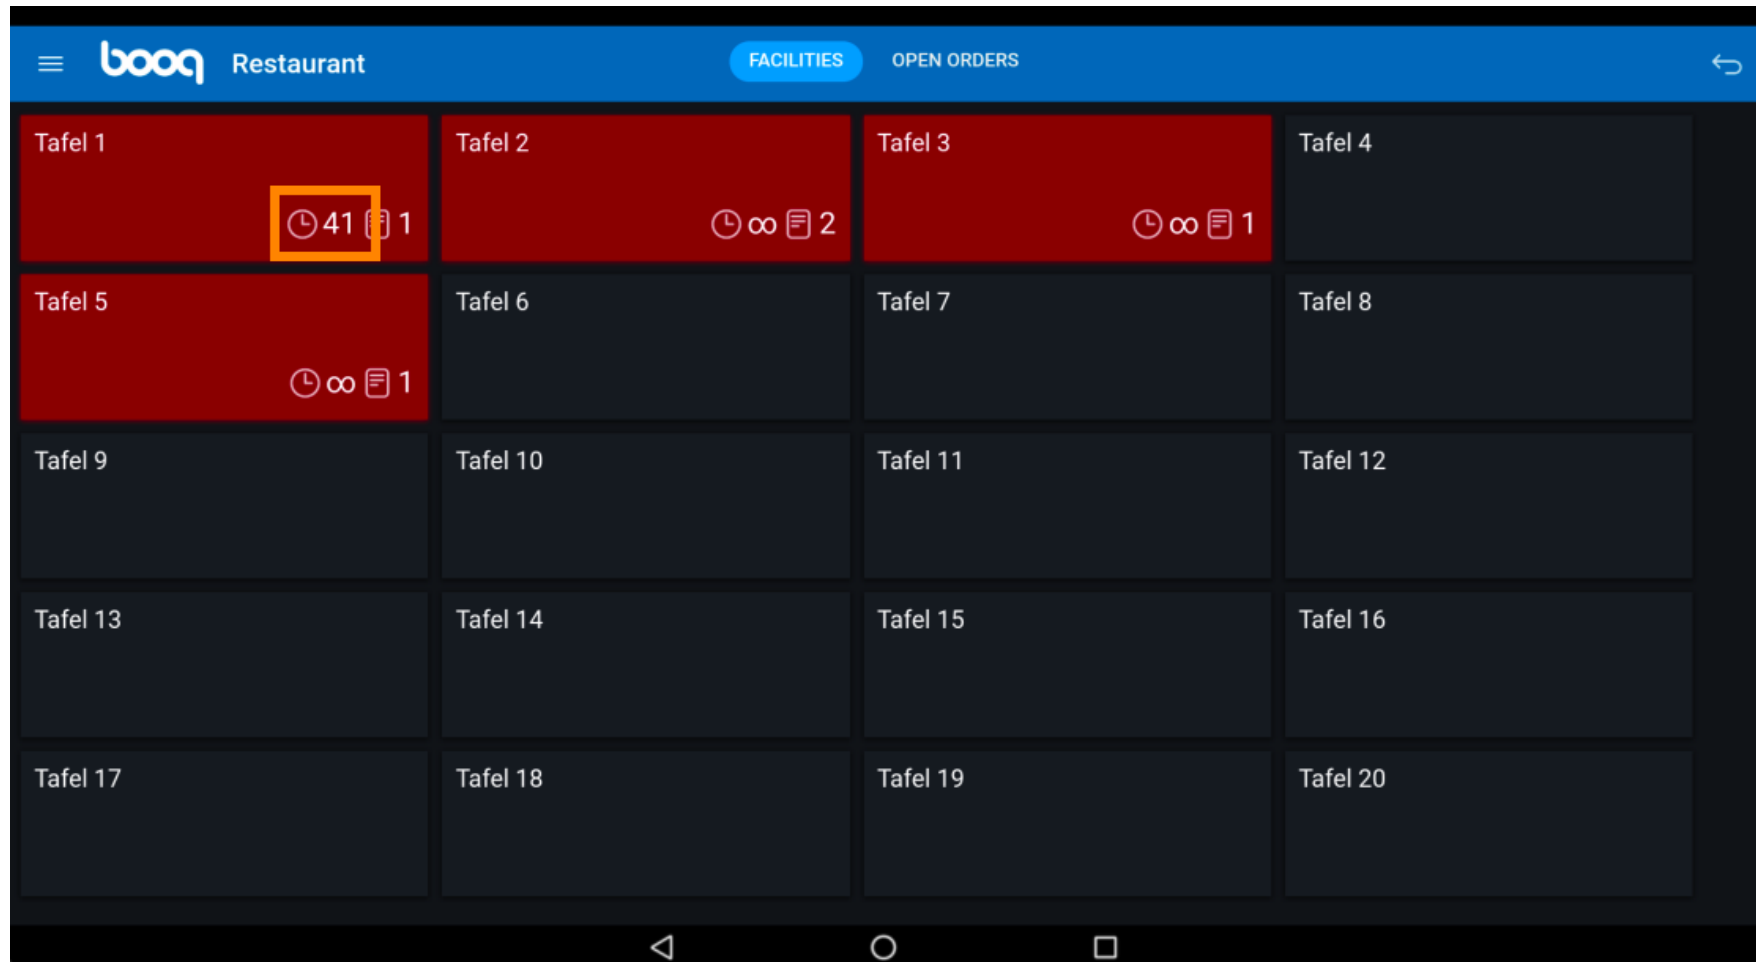 booq Restaurant FACILITIES OPEN ORDERS
Tafel 1 Tafel 2 Tafel 3 Tafel 4
41 1 ∞ 2 ∞ 1
Tafel 5 Tafel 6 Tafel 7 Tafel 8
∞ 1
Tafel 9 Tafel 10 Tafel 11 Tafel 12
Tafel 13 Tafel 14 Tafel 15 Tafel 16
Tafel 17 Tafel 18 Tafel 19 Tafel 20